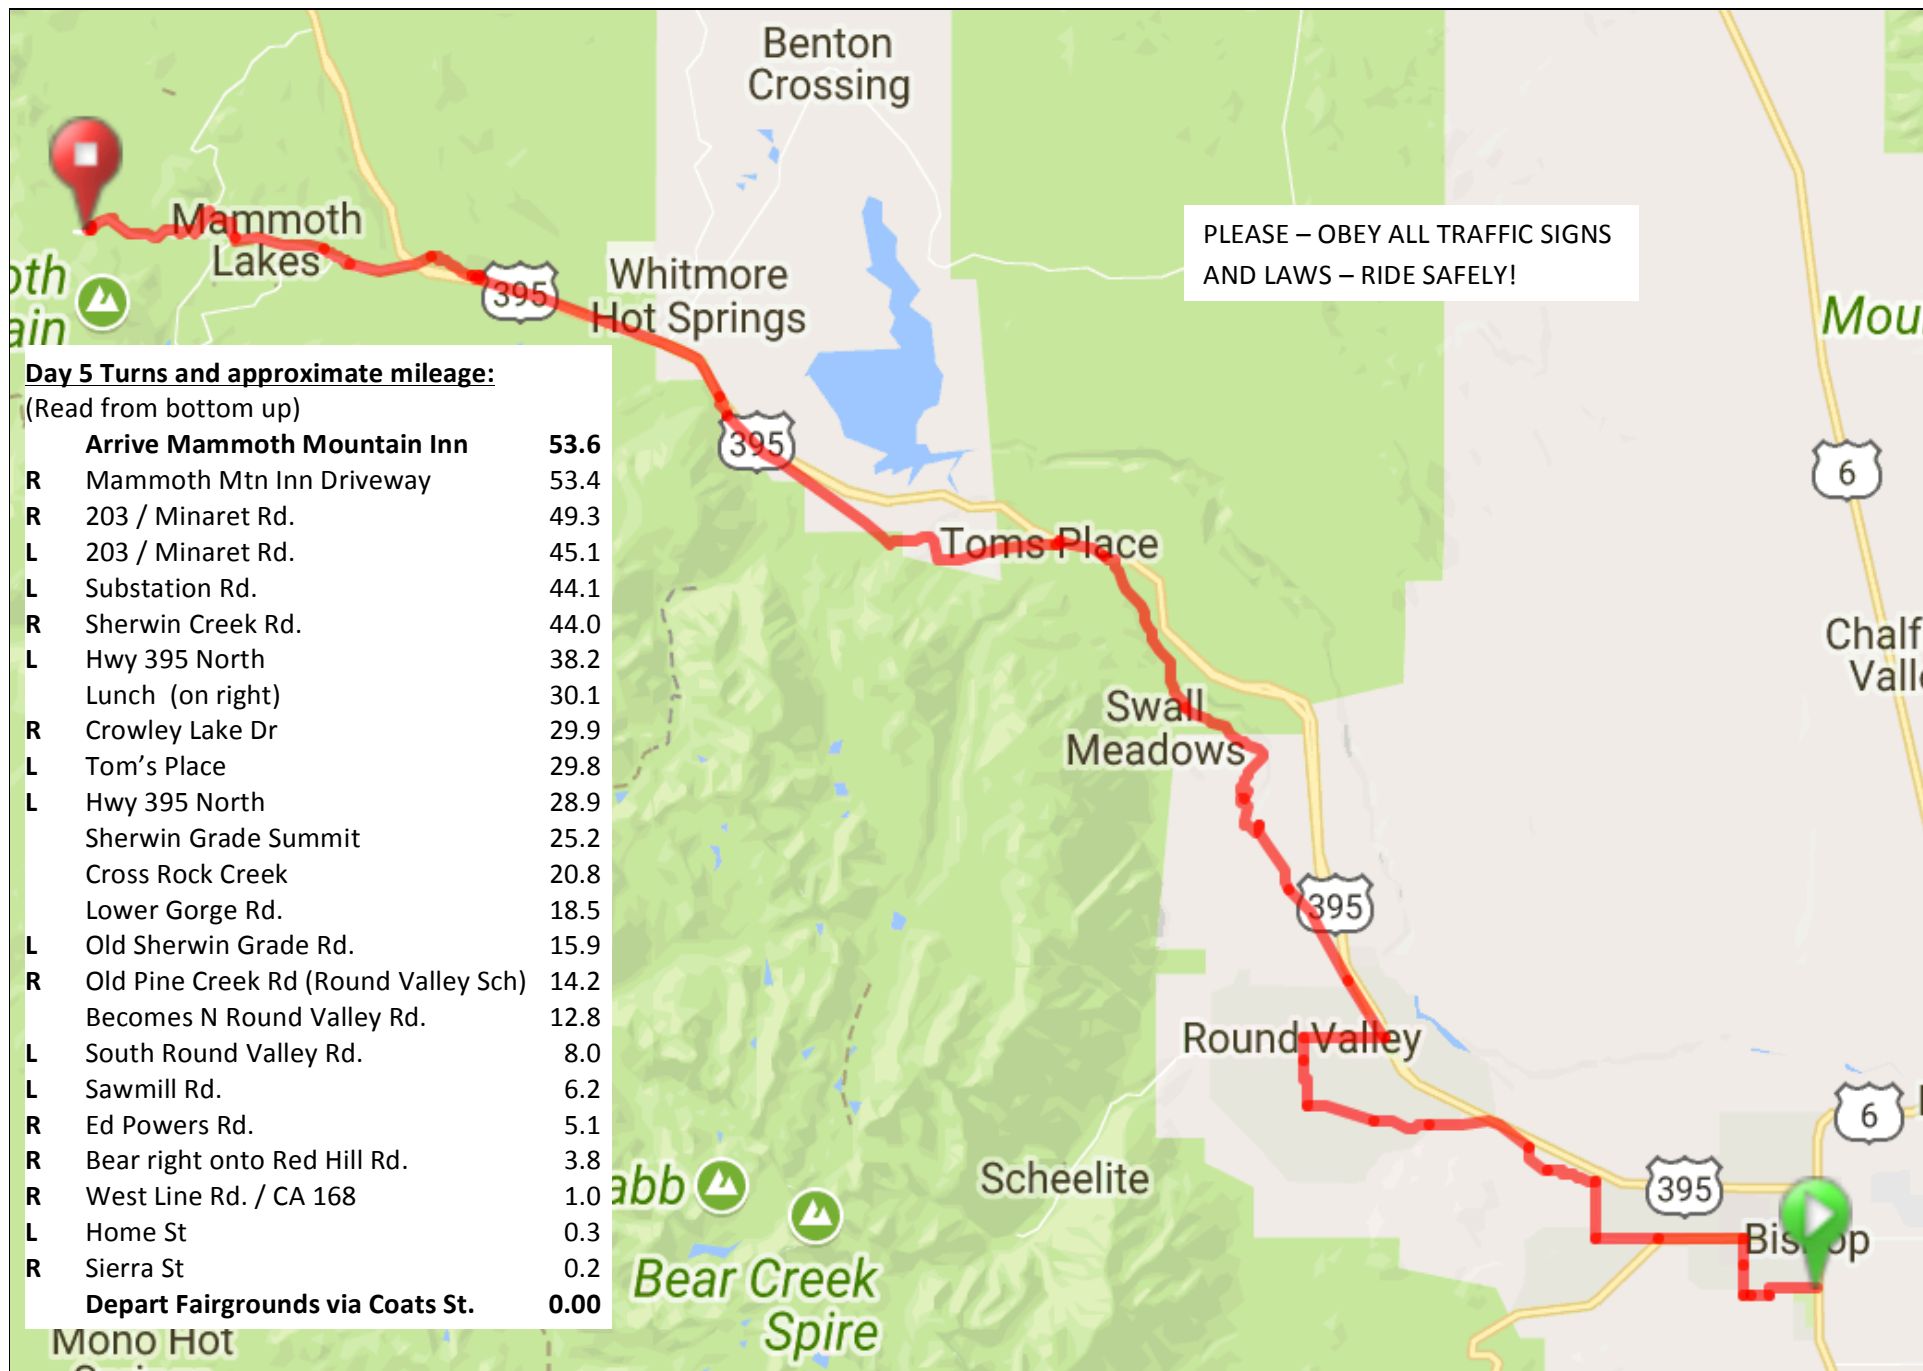 Benton
Crossing
Mammoth
Lakes
oth
ain
395
Whitmore
Hot Springs
PLEASE – OBEY ALL TRAFFIC SIGNS
AND LAWS – RIDE SAFELY!
Mou
6
395
Toms Place
Chalf
Valle
Swall
Meadows
395
Round Valley
6
Scheelite
395
Bishop
abb
Bear Creek
Spire
Day 5 Turns and approximate mileage:
(Read from bottom up)
Arrive Mammoth Mountain Inn 53.6
R Mammoth Mtn Inn Driveway 53.4
R 203 / Minaret Rd. 49.3
L 203 / Minaret Rd. 45.1
L Substation Rd. 44.1
R Sherwin Creek Rd. 44.0
L Hwy 395 North 38.2
Lunch (on right) 30.1
R Crowley Lake Dr 29.9
L Tom’s Place 29.8
L Hwy 395 North 28.9
Sherwin Grade Summit 25.2
Cross Rock Creek 20.8
Lower Gorge Rd. 18.5
L Old Sherwin Grade Rd. 15.9
R Old Pine Creek Rd (Round Valley Sch) 14.2
Becomes N Round Valley Rd. 12.8
L South Round Valley Rd. 8.0
L Sawmill Rd. 6.2
R Ed Powers Rd. 5.1
R Bear right onto Red Hill Rd. 3.8
R West Line Rd. / CA 168 1.0
L Home St 0.3
R Sierra St 0.2
Depart Fairgrounds via Coats St. 0.00
Mono Hot